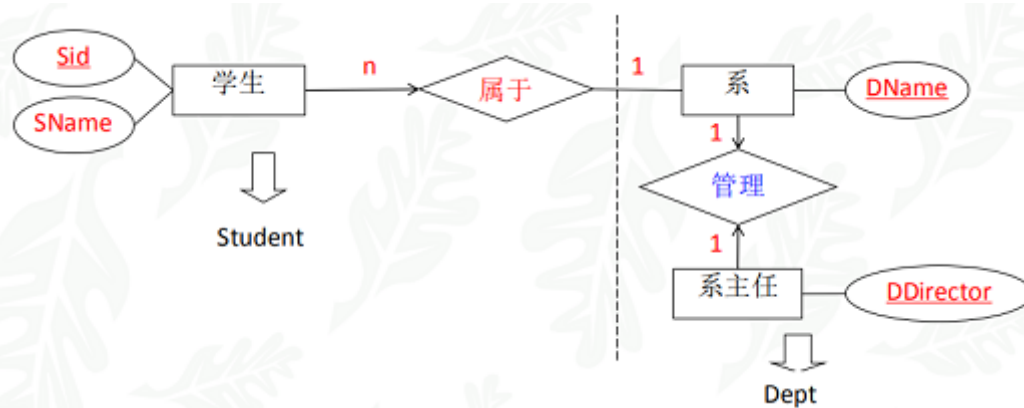 Sid
学生
n
属于
1
系
DName
SName
1
管理
Student
1
系主任
DDirector
Dept